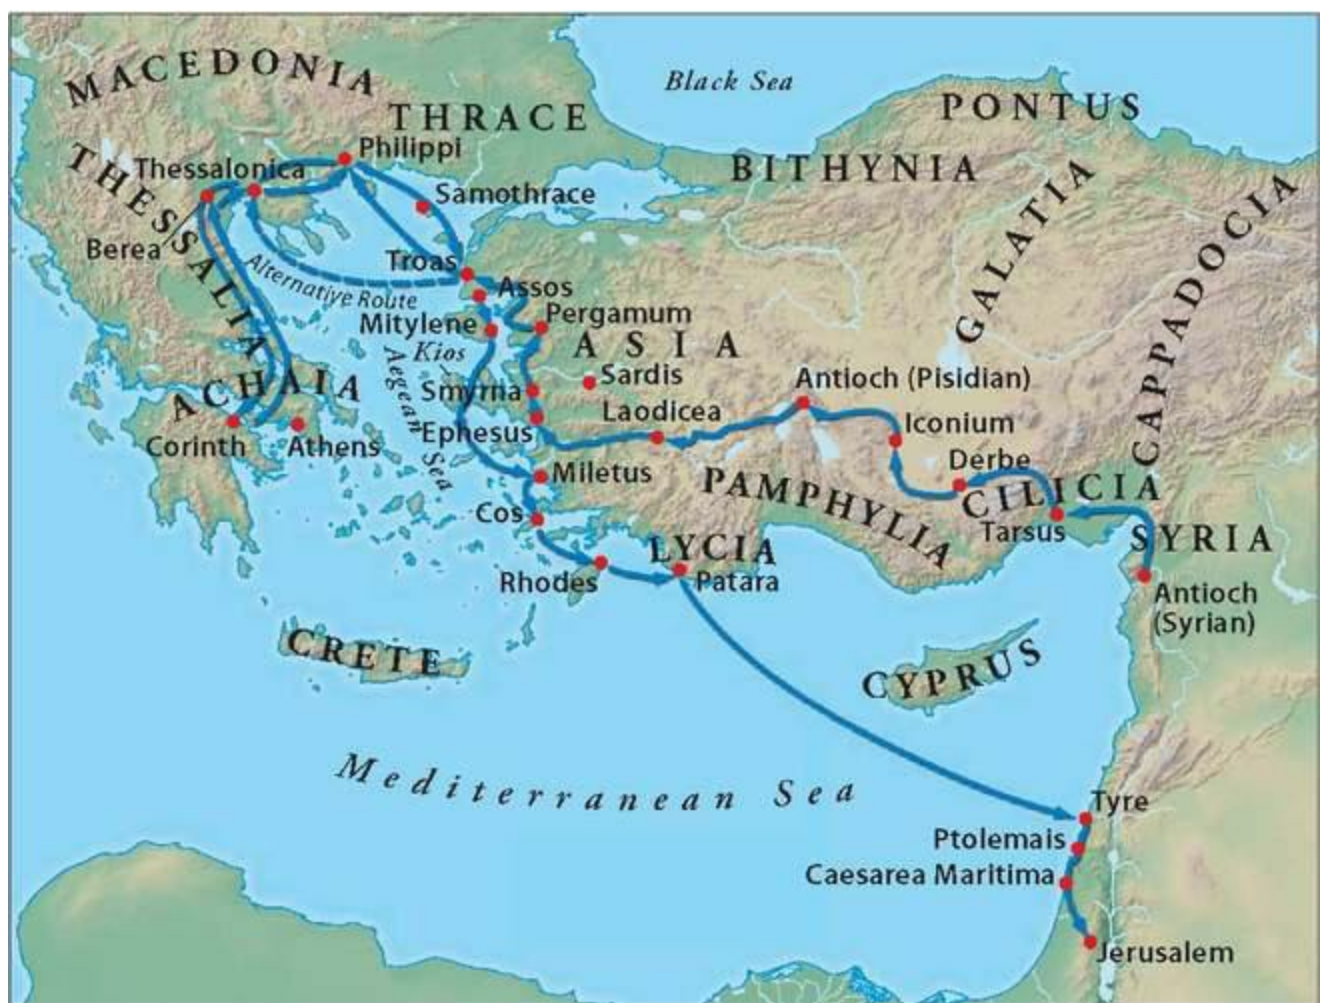 MACEDONIA
Black Sea
PONTUS
THRACE
Philippi
BITHYNIA
THESSALIA
Thessalonica
Samothrace
GALATIA
CAPPADOCIA
Berea
Troas
Alternative Route
Assos
Pergamum
Mitylene
Kios
ASIA
Aegean Sea
Sardis
Antioch (Pisidian)
Smyrna
ACHAIA
Laodicea
Iconium
Corinth
Athens
Ephesus
Derbe
Miletus
PAMPHYLIA
CILICIA
Cos
Tarsus
SYRIA
LYCIA
Rhodes
Patara
Antioch
(Syrian)
CRETE
CYPRUS
Mediterranean Sea
Tyre
Ptolemais
Caesarea Maritima
Jerusalem